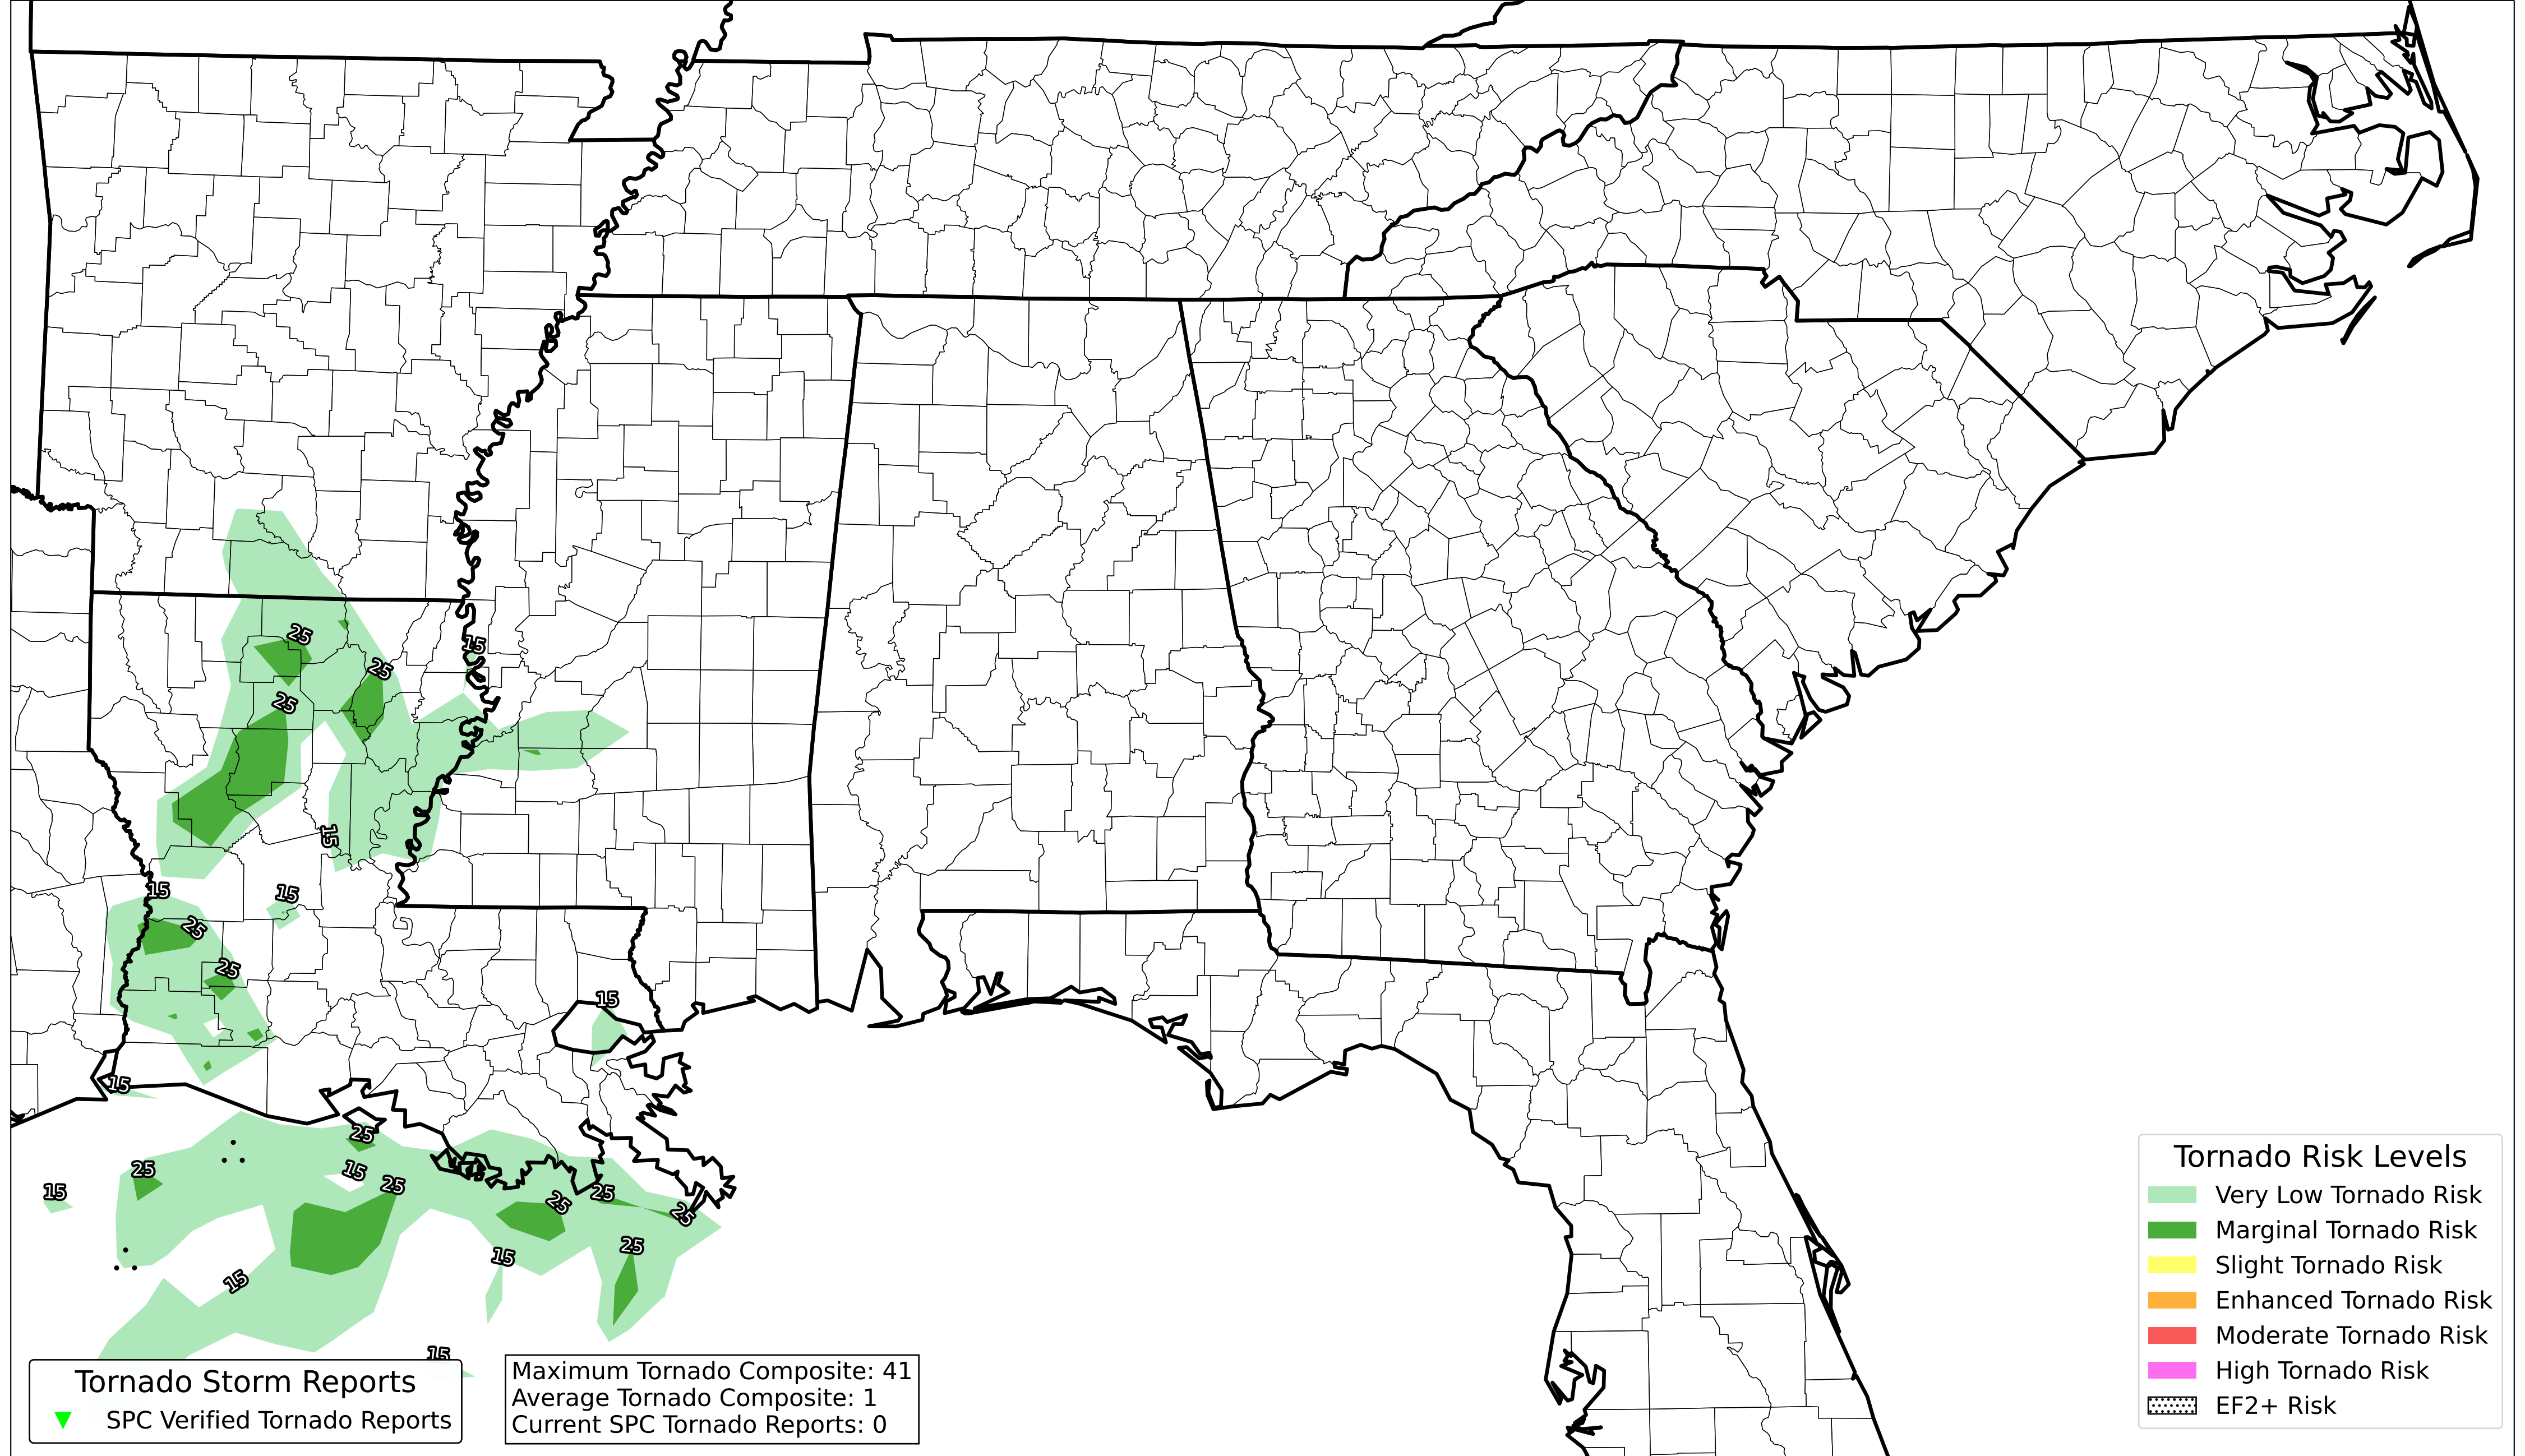 25
15
25
25
15
15
15
25
25
15
15
25
25
15
15
25
25
25
25
15
25
15
15
Tornado Risk Levels
Very Low Tornado Risk
Marginal Tornado Risk
Slight Tornado Risk
Enhanced Tornado Risk
Moderate Tornado Risk
High Tornado Risk
EF2+ Risk
Tornado Storm Reports
SPC Verified Tornado Reports
Maximum Tornado Composite: 41
Average Tornado Composite: 1
Current SPC Tornado Reports: 0